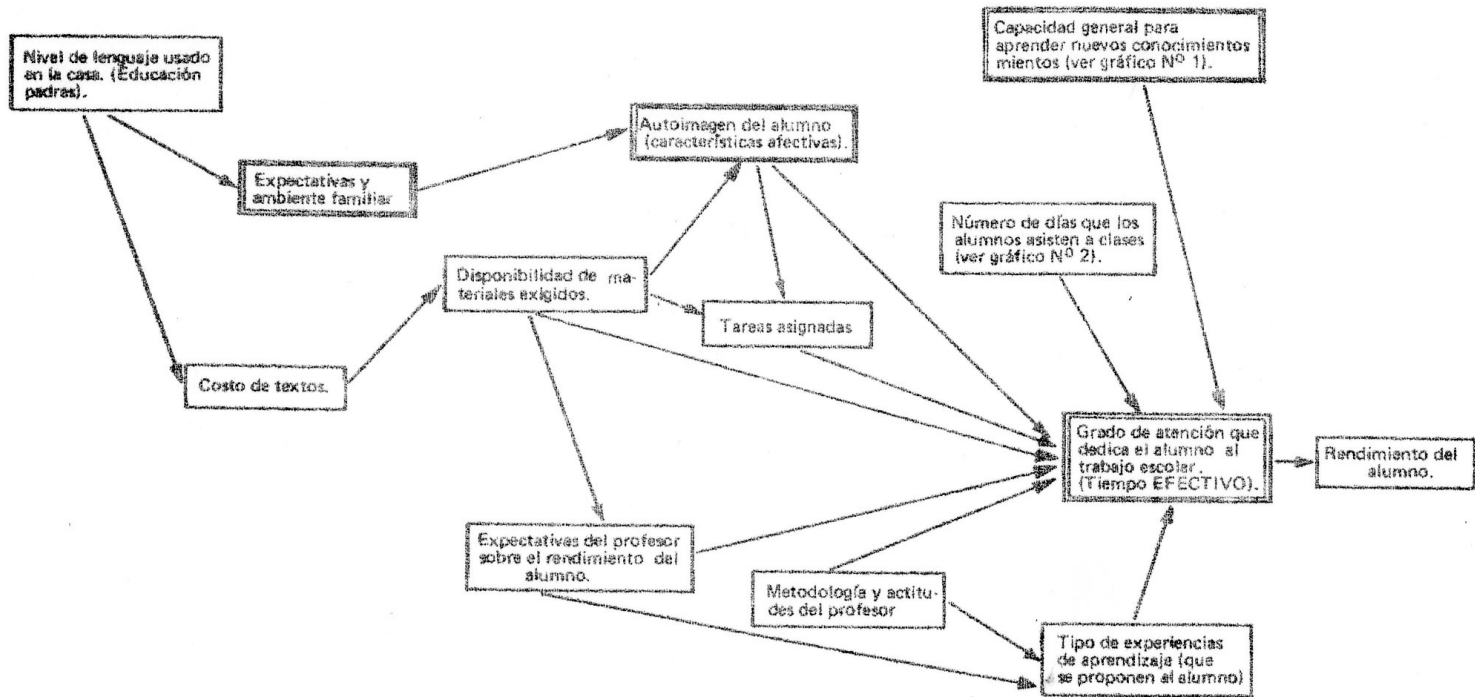 Nivel de lenguaje usado
en la casa. (Educación
padras).
Capacidad general para
aprender nuevos conocimientos
mientos (ver gráfico Nº 1).
Autoimagen del alumno
(características afectivas).
Expectativas y
ambiente familiar
Número de días que los
alumnos asisten a clases
(ver gráfico Nº 2).
Disponibilidad de ma-
teriales exigidos.
Tareas asignadas
Costo de textos.
Grado de atención que
dedica el alumno al
trabajo escolar.
(Tiempo EFECTIVO).
Rendimiento del
alumno.
Expectativas del profesor
sobre el rendimiento del
alumno.
Metodología y actitu-
des del profesor
Tipo de experiencias
de aprendizaje (que
se proponen al alumno)